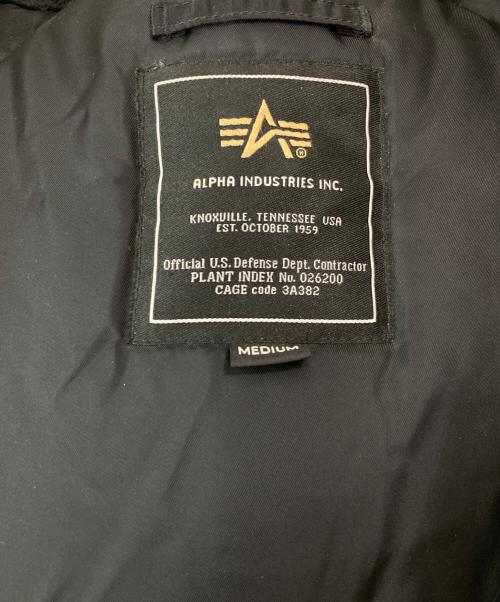 ALPHA INDUSTRIES INC.
KNOXVILLE, TENNESSEE USA
EST. OCTOBER 1959
Official U.S. Defense Dept. Contractor
PLANT INDEX No. 026200
CAGE code 3A382
MEDIUM